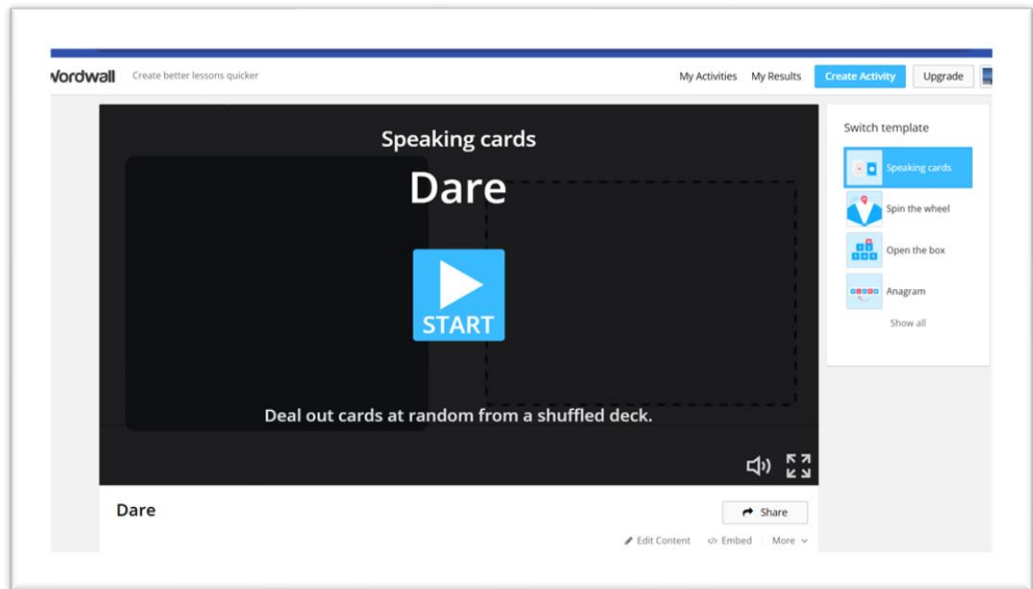 Wordwall Create better lessons quicker My Activities My Results Create Activity Upgrade
Speaking cards
Dare
START
Deal out cards at random from a shuffled deck.
Switch template
Speaking cards
Spin the wheel
Open the box
Anagram
Show all
Dare
Share
Edit Content Embed More